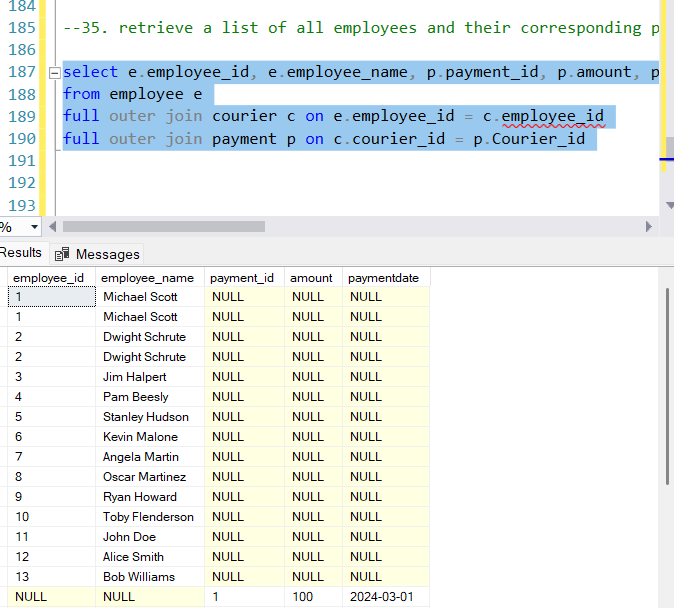 184
185 --35. retrieve a list of all employees and their corresponding p
186
187 select e.employee_id, e.employee_name, p.payment_id, p.amount, p
188 from employee e
189 full outer join courier c on e.employee_id = c.employee_id
190 full outer join payment p on c.courier_id = p.Courier_id
191
192
193
%
Results Messages
employee_id employee_name payment_id amount paymentdate
1 Michael Scott NULL NULL NULL
1 Michael Scott NULL NULL NULL
2 Dwight Schrute NULL NULL NULL
2 Dwight Schrute NULL NULL NULL
3 Jim Halpert NULL NULL NULL
4 Pam Beesly NULL NULL NULL
5 Stanley Hudson NULL NULL NULL
6 Kevin Malone NULL NULL NULL
7 Angela Martin NULL NULL NULL
8 Oscar Martinez NULL NULL NULL
9 Ryan Howard NULL NULL NULL
10 Toby Flenderson NULL NULL NULL
11 John Doe NULL NULL NULL
12 Alice Smith NULL NULL NULL
13 Bob Williams NULL NULL NULL
NULL NULL 1 100 2024-03-01